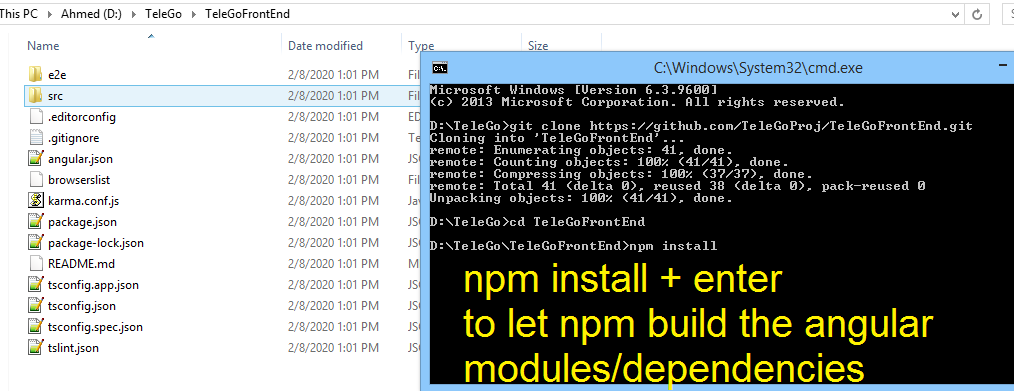 This PC
Ahmed (D:)
TeleGo
TeleGoFrontEnd
Name
Date modified
Type
Size
e2e
2/8/2020 1:01 PM
Fil
src
2/8/2020 1:01 PM
Fil
.editorconfig
2/8/2020 1:01 PM
ED
.gitignore
2/8/2020 1:01 PM
Te
angular.json
2/8/2020 1:01 PM
JSO
browserslist
2/8/2020 1:01 PM
Fil
karma.conf.js
2/8/2020 1:01 PM
Jav
package.json
2/8/2020 1:01 PM
JSO
package-lock.json
2/8/2020 1:01 PM
JSO
README.md
2/8/2020 1:01 PM
M
tsconfig.app.json
2/8/2020 1:01 PM
JSO
tsconfig.json
2/8/2020 1:01 PM
JSO
tsconfig.spec.json
2/8/2020 1:01 PM
JSO
tslint.json
2/8/2020 1:01 PM
JSO
C:\Windows\System32\cmd.exe
Microsoft Windows [Version 6.3.9600]
(c) 2013 Microsoft Corporation. All rights reserved.
D:\TeleGo>git clone https://github.com/TeleGoProj/TeleGoFrontEnd.git
Cloning into 'TeleGoFrontEnd'...
remote: Enumerating objects: 41, done.
remote: Counting objects: 100% (41/41), done.
remote: Compressing objects: 100% (37/37), done.
remote: Total 41 (delta 0), reused 38 (delta 0), pack-reused 0
Unpacking objects: 100% (41/41), done.
D:\TeleGo>cd TeleGoFrontEnd
D:\TeleGo\TeleGoFrontEnd>npm install
npm install + enter
to let npm build the angular
modules/dependencies